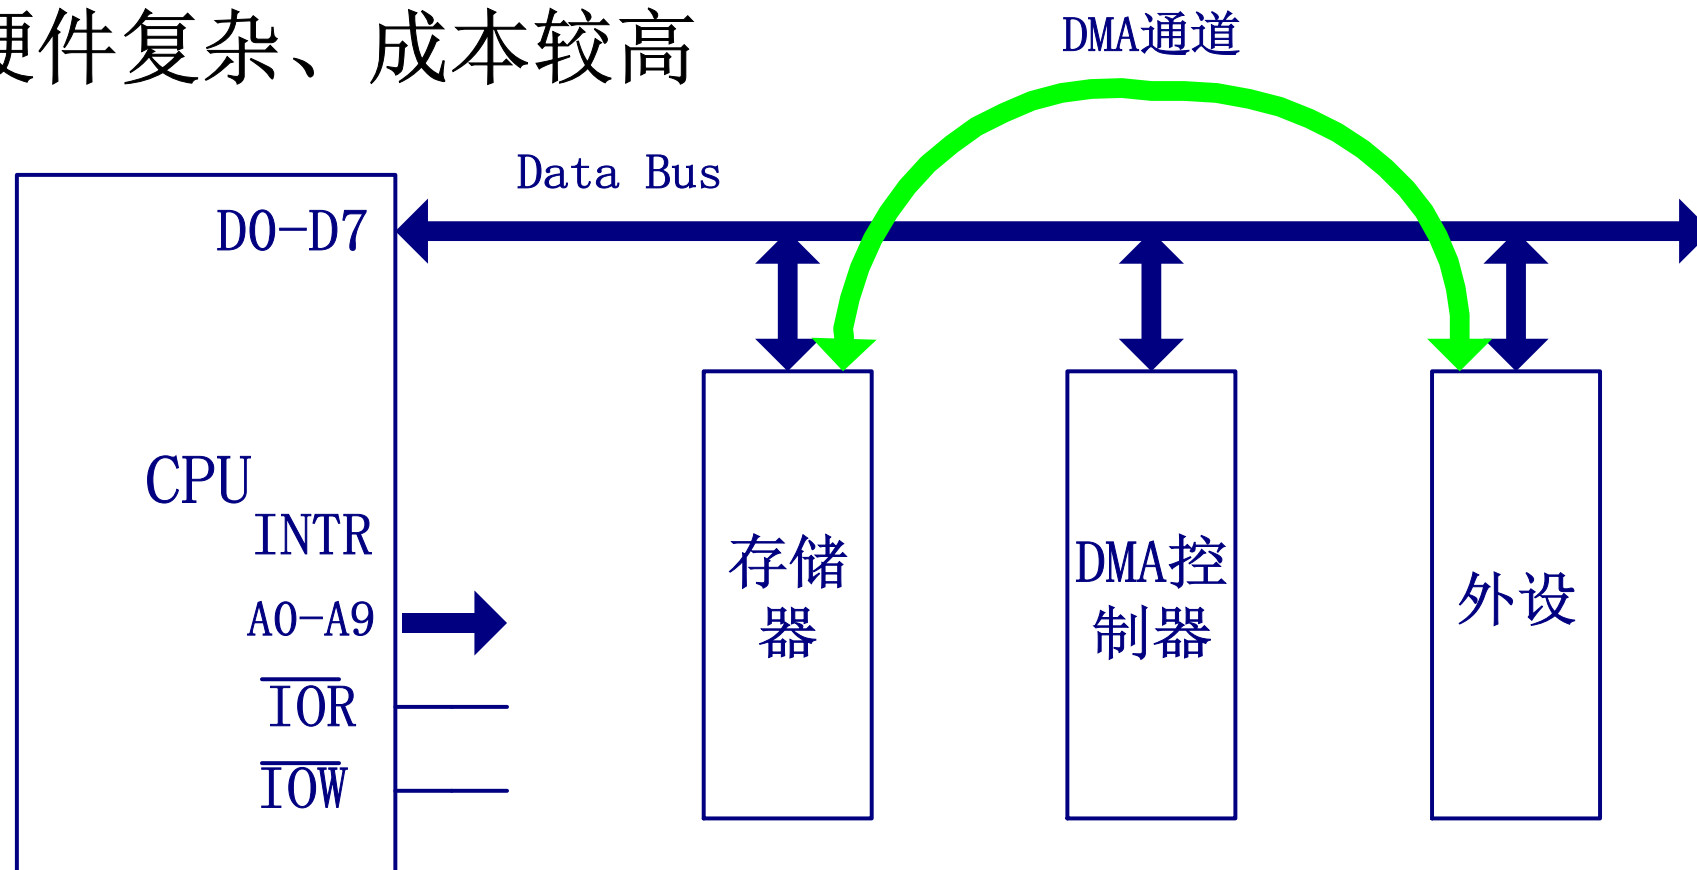 硬件复杂、成本较高
DMA通道
Data Bus
D0-D7
CPU
INTR
A0-A9
IOR
IOW
存储
器
DMA控
制器
外设